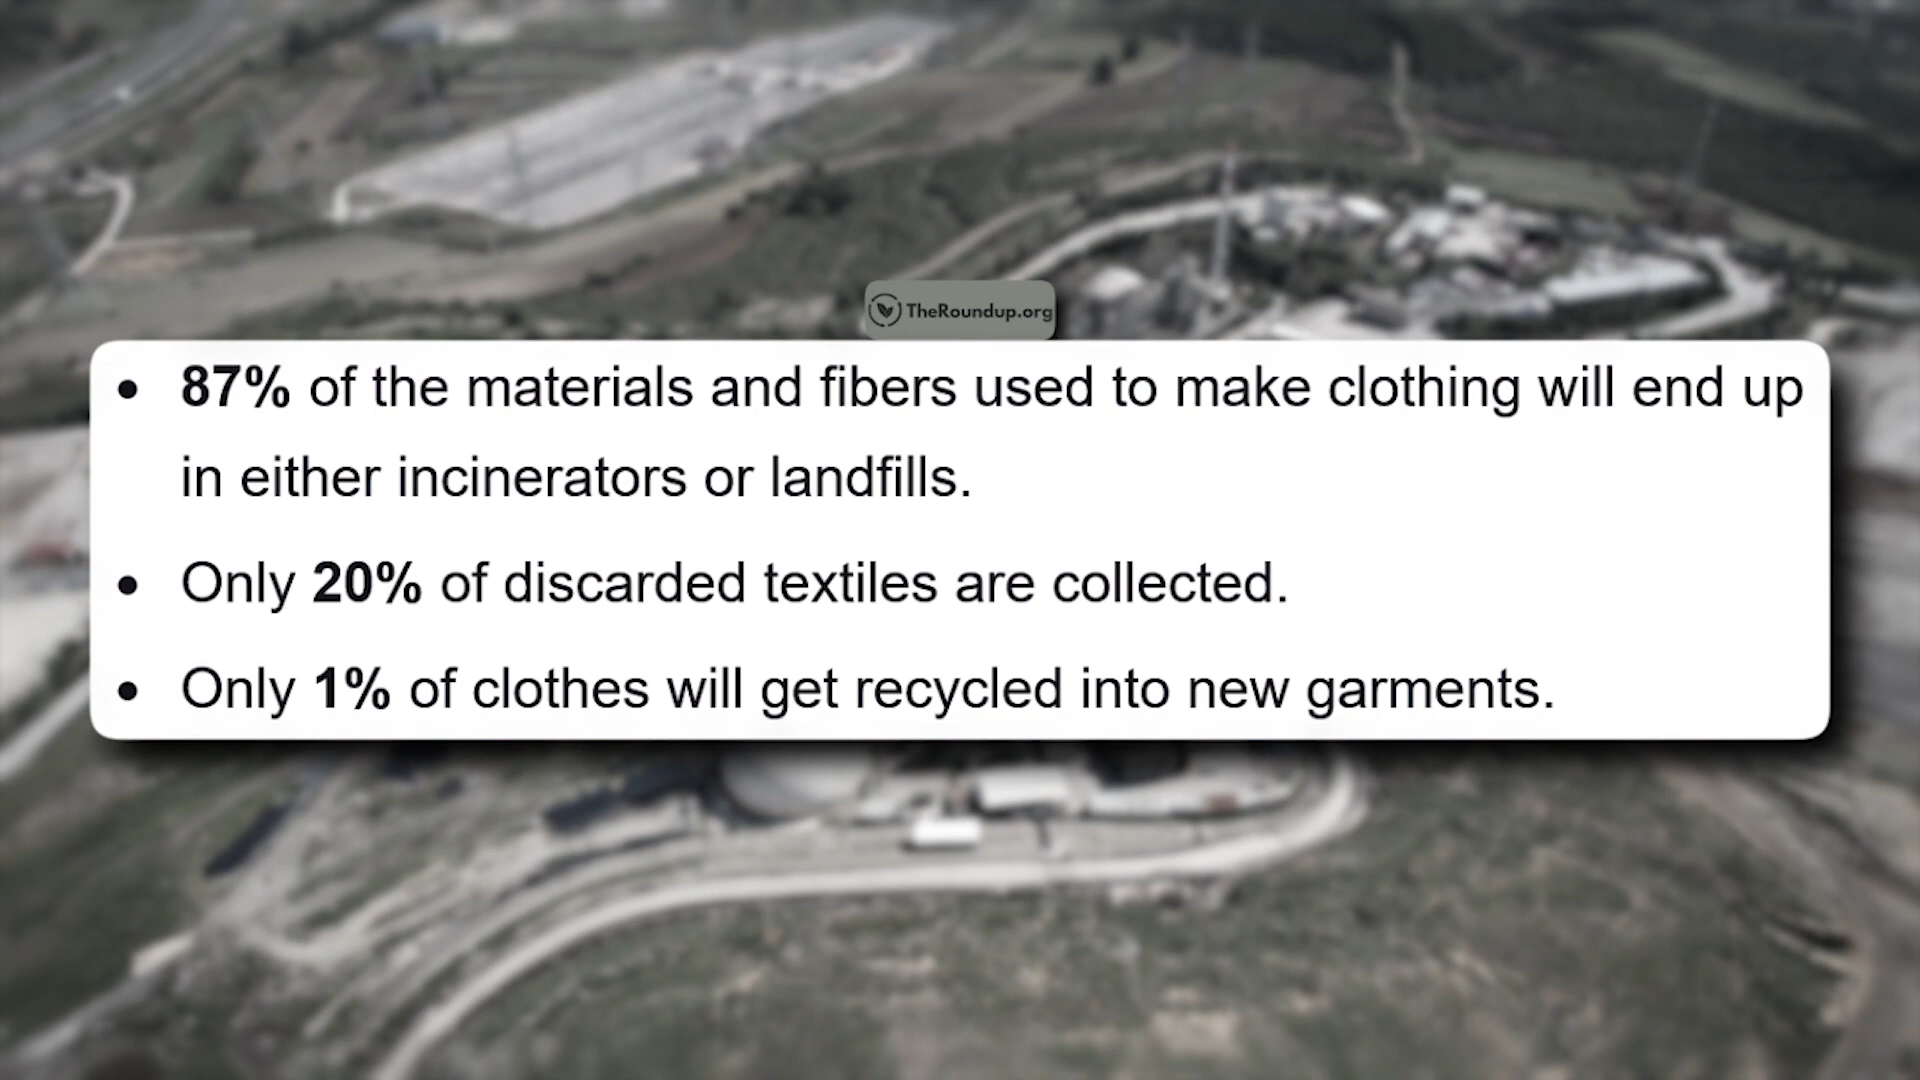 TheRoundup.org
• 87% of the materials and fibers used to make clothing will end up
in either incinerators or landfills.
• Only 20% of discarded textiles are collected.
• Only 1% of clothes will get recycled into new garments.